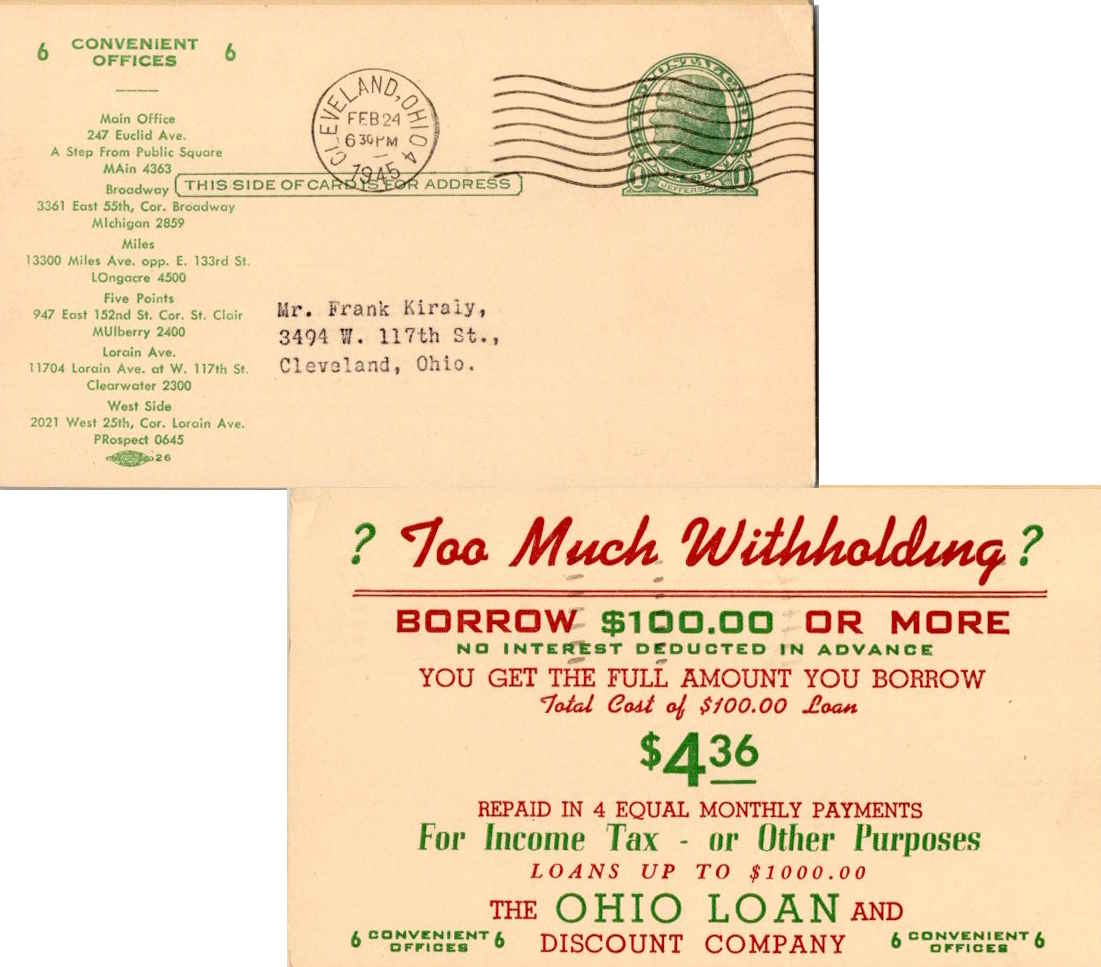 6 CONVENIENT 6
OFFICES
Main Office
247 Euclid Ave.
A Step From Public Square
MAin 4363
Broadway
3361 East 55th, Cor. Broadway
MIchigan 2859
Miles
13300 Miles Ave. opp. E. 133rd St.
LOngacre 4500
Five Points
947 East 152nd St. Cor. St. Clair
MUlberry 2400
Lorain Ave.
11704 Lorain Ave. at W. 117th St.
Clearwater 2300
West Side
2021 West 25th, Cor. Lorain Ave.
PRospect 0645
26
CLEVELAND, OHIO 4
FEB 24
6 30 PM
1945
U.S. POSTAL CARD
1 1
JEFFERSON
THIS SIDE OF CARD IS FOR ADDRESS
Mr. Frank Kiraly,
3494 W. 117th St.,
Cleveland, Ohio.
? Too Much Withholding ?
BORROW $100.00 OR MORE
NO INTEREST DEDUCTED IN ADVANCE
YOU GET THE FULL AMOUNT YOU BORROW
Total Cost of $100.00 Loan
$4 36
REPAID IN 4 EQUAL MONTHLY PAYMENTS
For Income Tax - or Other Purposes
LOANS UP TO $1000.00
THE OHIO LOAN AND
DISCOUNT COMPANY
6 CONVENIENT 6
OFFICES
6 CONVENIENT 6
OFFICES